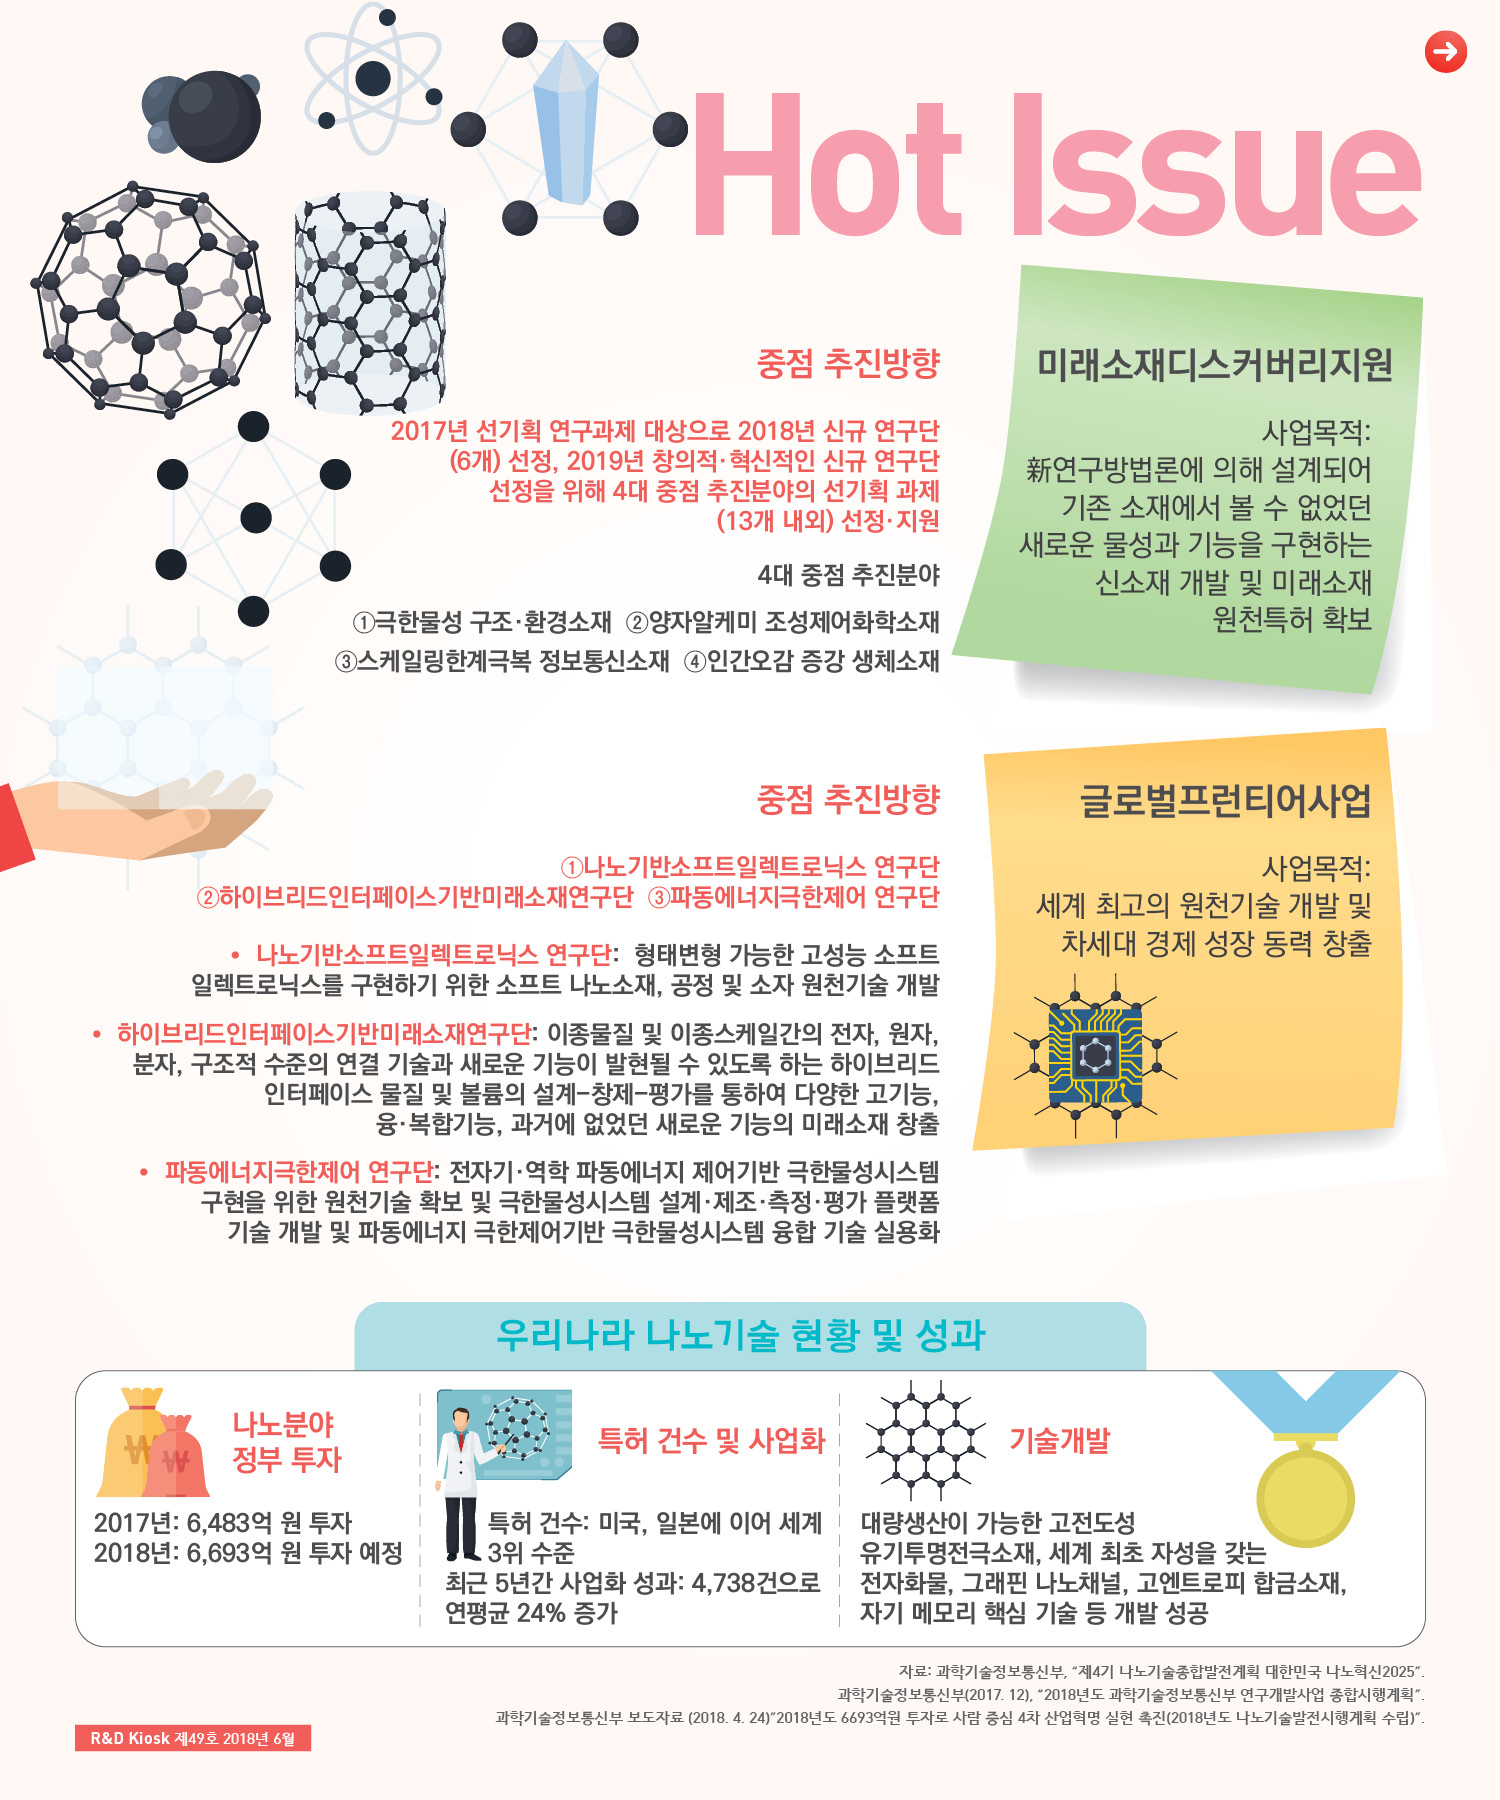 Hot Issue
미래소재디스커버리지원
사업목적:
新연구방법론에 의해 설계되어
기존 소재에서 볼 수 없었던
새로운 물성과 기능을 구현하는
신소재 개발 및 미래소재
원천특허 확보
중점 추진방향
2017년 선기획 연구과제 대상으로 2018년 신규 연구단
(6개) 선정, 2019년 창의적·혁신적인 신규 연구단
선정을 위해 4대 중점 추진분야의 선기획 과제
(13개 내외) 선정·지원
4대 중점 추진분야
①극한물성 구조·환경소재 ②양자알케미 조성제어화학소재
③스케일링한계극복 정보통신소재 ④인간오감 증강 생체소재
글로벌프런티어사업
사업목적:
세계 최고의 원천기술 개발 및
차세대 경제 성장 동력 창출
중점 추진방향
①나노기반소프트일렉트로닉스 연구단
②하이브리드인터페이스기반미래소재연구단 ③파동에너지극한제어 연구단
• 나노기반소프트일렉트로닉스 연구단: 형태변형 가능한 고성능 소프트
일렉트로닉스를 구현하기 위한 소프트 나노소재, 공정 및 소자 원천기술 개발
• 하이브리드인터페이스기반미래소재연구단: 이종물질 및 이종스케일간의 전자, 원자,
분자, 구조적 수준의 연결 기술과 새로운 기능이 발현될 수 있도록 하는 하이브리드
인터페이스 물질 및 볼륨의 설계-창제-평가를 통하여 다양한 고기능,
융·복합기능, 과거에 없었던 새로운 기능의 미래소재 창출
• 파동에너지극한제어 연구단: 전자기·역학 파동에너지 제어기반 극한물성시스템
구현을 위한 원천기술 확보 및 극한물성시스템 설계·제조·측정·평가 플랫폼
기술 개발 및 파동에너지 극한제어기반 극한물성시스템 융합 기술 실용화
우리나라 나노기술 현황 및 성과
₩
₩
나노분야
정부 투자
2017년: 6,483억 원 투자
2018년: 6,693억 원 투자 예정
특허 건수 및 사업화
특허 건수: 미국, 일본에 이어 세계
3위 수준
최근 5년간 사업화 성과: 4,738건으로
연평균 24% 증가
기술개발
대량생산이 가능한 고전도성
유기투명전극소재, 세계 최초 자성을 갖는
전자화물, 그래핀 나노채널, 고엔트로피 합금소재,
자기 메모리 핵심 기술 등 개발 성공
자료: 과학기술정보통신부, “제4기 나노기술종합발전계획 대한민국 나노혁신2025”.
과학기술정보통신부(2017. 12), “2018년도 과학기술정보통신부 연구개발사업 종합시행계획”.
과학기술정보통신부 보도자료 (2018. 4. 24)”2018년도 6693억원 투자로 사람 중심 4차 산업혁명 실현 촉진(2018년도 나노기술발전시행계획 수립)”.
R&D Kiosk 제49호 2018년 6월